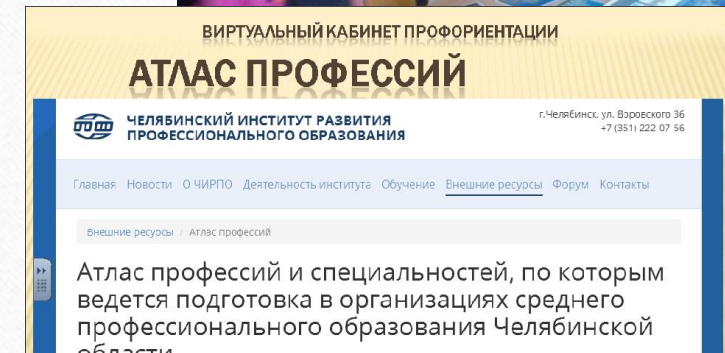 ВИРТУАЛЬНЫЙ КАБИНЕТ ПРОФОРИЕНТАЦИИ
АТЛАС ПРОФЕССИЙ
ЧЕЛЯБИНСКИЙ ИНСТИТУТ РАЗВИТИЯ
ПРОФЕССИОНАЛЬНОГО ОБРАЗОВАНИЯ
г.Челябинск, ул. Воровского 36
+7 (351) 222-07-56
Главная Новости О ЧИРПО Деятельность института Обучение Внешние ресурсы Форум Контакты
Внешние ресурсы / Атлас профессий
Атлас профессий и специальностей, по которым
ведется подготовка в организациях среднего
профессионального образования Челябинской
области